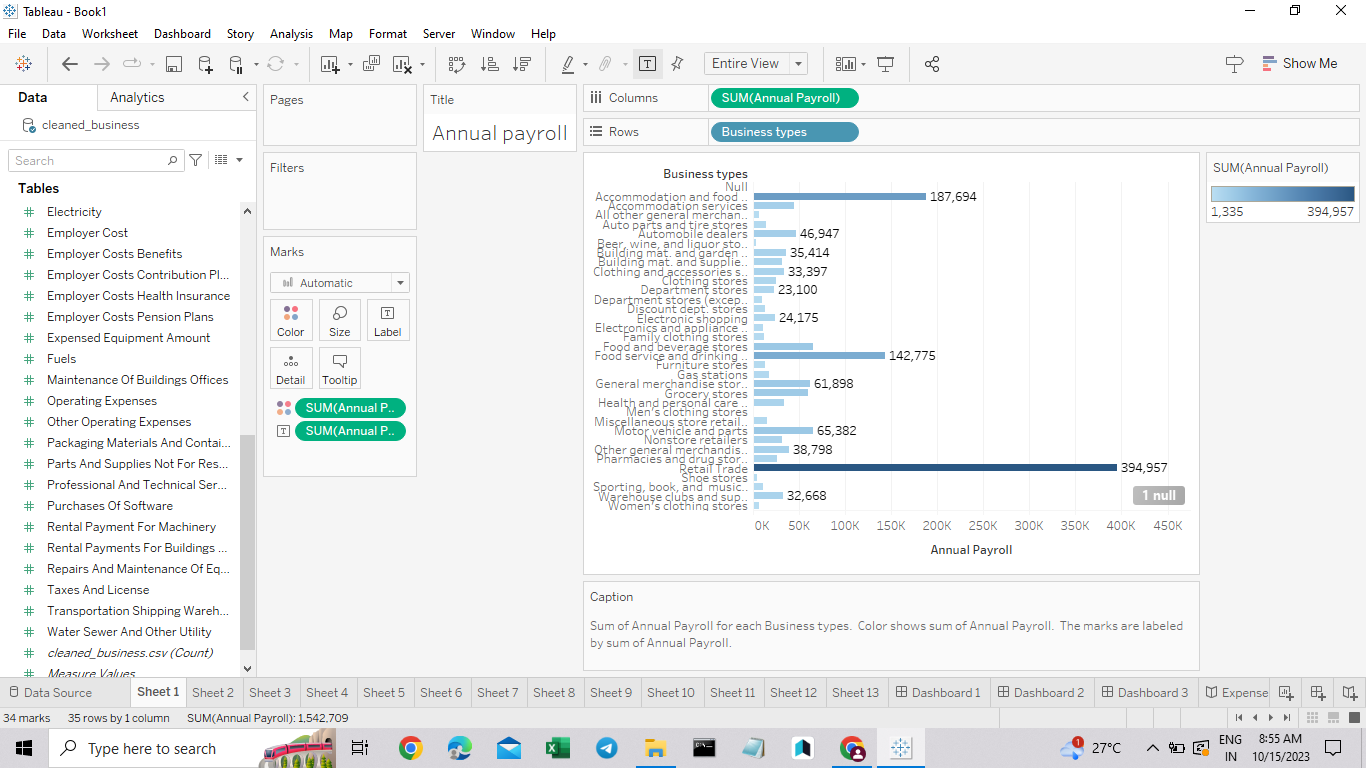 Tableau - Book1
File Data Worksheet Dashboard Story Analysis Map Format Server Window Help
Entire View
Show Me
Data Analytics
cleaned_business
Search
Tables
Electricity
Employer Cost
Employer Costs Benefits
Employer Costs Contribution Pl...
Employer Costs Health Insurance
Employer Costs Pension Plans
Expensed Equipment Amount
Fuels
Maintenance Of Buildings Offices
Operating Expenses
Other Operating Expenses
Packaging Materials And Contai...
Parts And Supplies Not For Res...
Professional And Technical Ser...
Purchases Of Software
Rental Payment For Machinery
Rental Payments For Buildings ...
Repairs And Maintenance Of Eq...
Taxes And License
Transportation Shipping Wareh...
Water Sewer And Other Utility
cleaned_business.csv (Count)
Measure Values
Pages
Filters
Marks
Automatic
Color Size Label
Detail Tooltip
SUM(Annual P..
SUM(Annual P..
Title
Annual payroll
Columns SUM(Annual Payroll)
Rows Business types
Business types
Null
Accommodation and food .. 187,694
Accommodation services
All other general merchan..
Auto parts and tire stores
Automobile dealers 46,947
Beer, wine, and liquor sto..
Building mat. and garden .. 35,414
Building mat. and supplie..
Clothing and accessories s.. 33,397
Clothing stores
Department stores 23,100
Department stores (excep..
Discount dept. stores
Electronic shopping 24,175
Electronics and appliance ..
Family clothing stores
Food and beverage stores
Food service and drinking .. 142,775
Furniture stores
Gas stations
General merchandise stor.. 61,898
Grocery stores
Health and personal care ..
Men's clothing stores
Miscellaneous store retail..
Motor vehicle and parts 65,382
Nonstore retailers
Other general merchandis.. 38,798
Pharmacies and drug stor..
Retail Trade 394,957
Shoe stores
Sporting, book, and music..
Warehouse clubs and sup.. 32,668
Women's clothing stores
1 null
0K 50K 100K 150K 200K 250K 300K 350K 400K 450K
Annual Payroll
Caption
Sum of Annual Payroll for each Business types. Color shows sum of Annual Payroll. The marks are labeled
by sum of Annual Payroll.
SUM(Annual Payroll)
1,335 394,957
Data Source Sheet 1 Sheet 2 Sheet 3 Sheet 4 Sheet 5 Sheet 6 Sheet 7 Sheet 8 Sheet 9 Sheet 10 Sheet 11 Sheet 12 Sheet 13 Dashboard 1 Dashboard 2 Dashboard 3 Expense
34 marks 35 rows by 1 column SUM(Annual Payroll): 1,542,709
Type here to search
1
27°C
ENG
IN
8:55 AM
10/15/2023